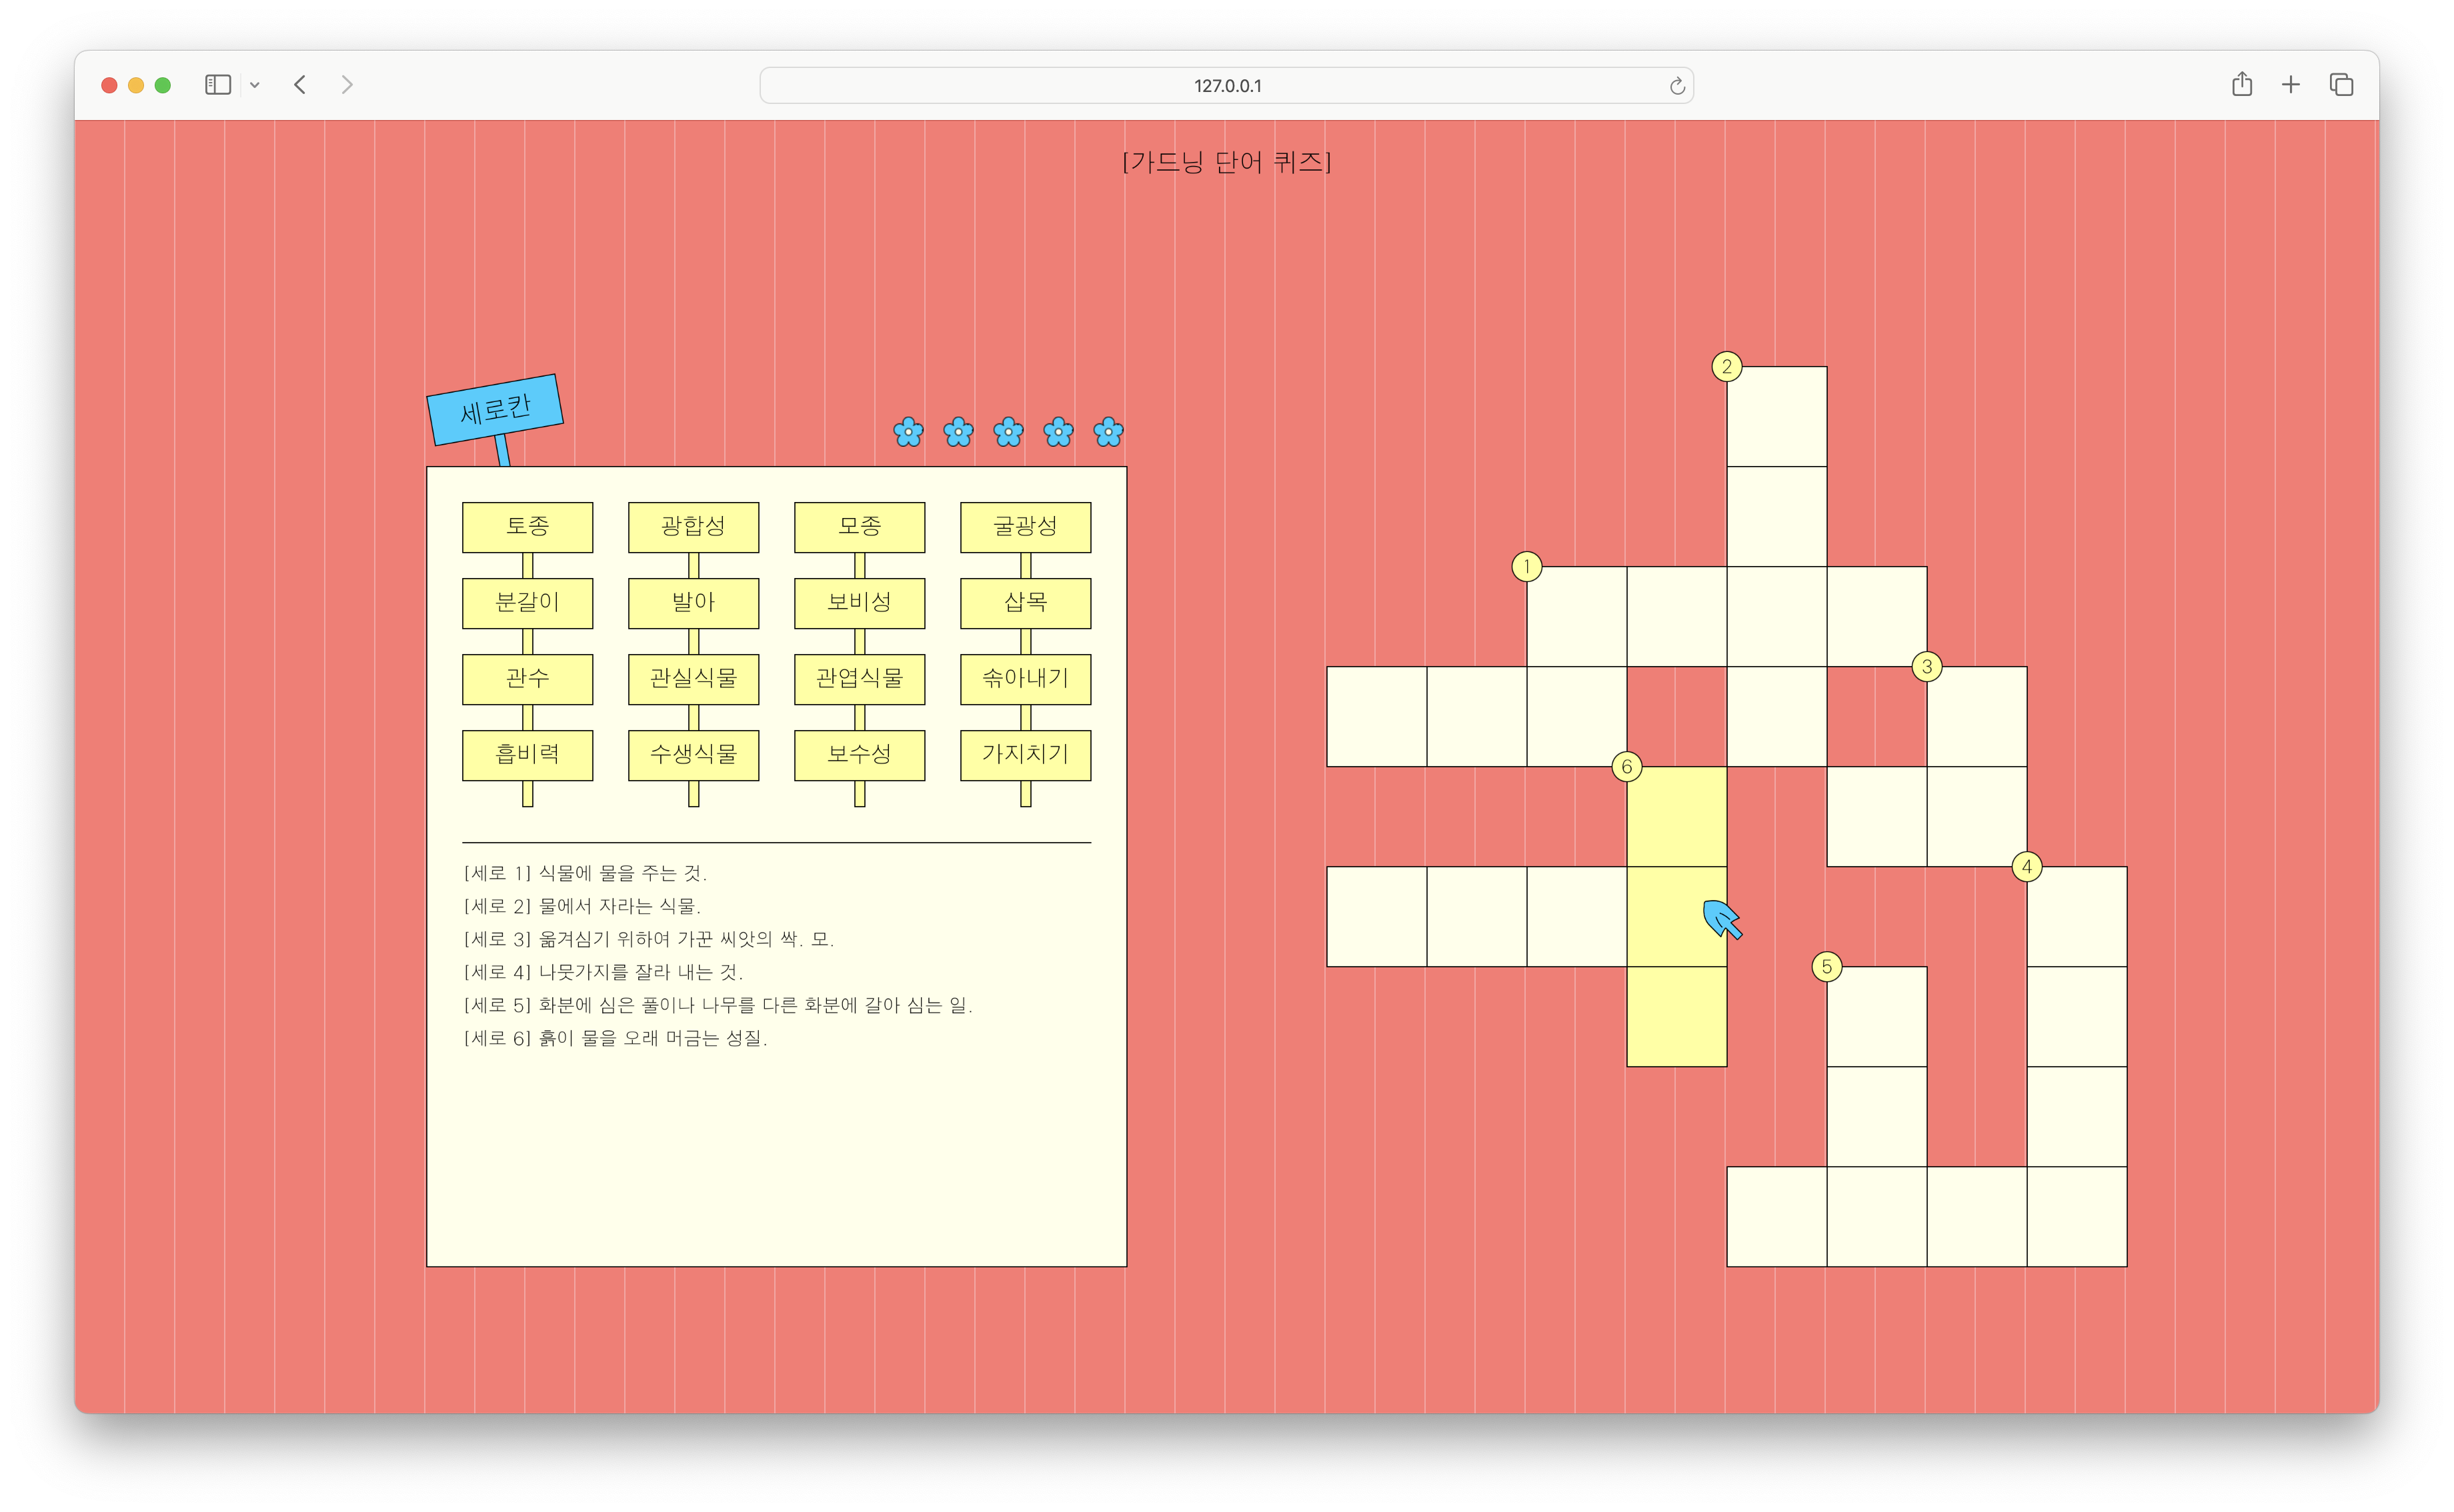 127.0.0.1
[가드닝 단어 퀴즈]
세로칸
토종 광합성 모종 굴광성
분갈이 발아 보비성 삽목
관수 관실식물 관엽식물 솎아내기
흡비력 수생식물 보수성 가지치기
[세로 1] 식물에 물을 주는 것.
[세로 2] 물에서 자라는 식물.
[세로 3] 옮겨심기 위하여 가꾼 씨앗의 싹. 모.
[세로 4] 나뭇가지를 잘라 내는 것.
[세로 5] 화분에 심은 풀이나 나무를 다른 화분에 갈아 심는 일.
[세로 6] 흙이 물을 오래 머금는 성질.
2
1
3
6
4
5